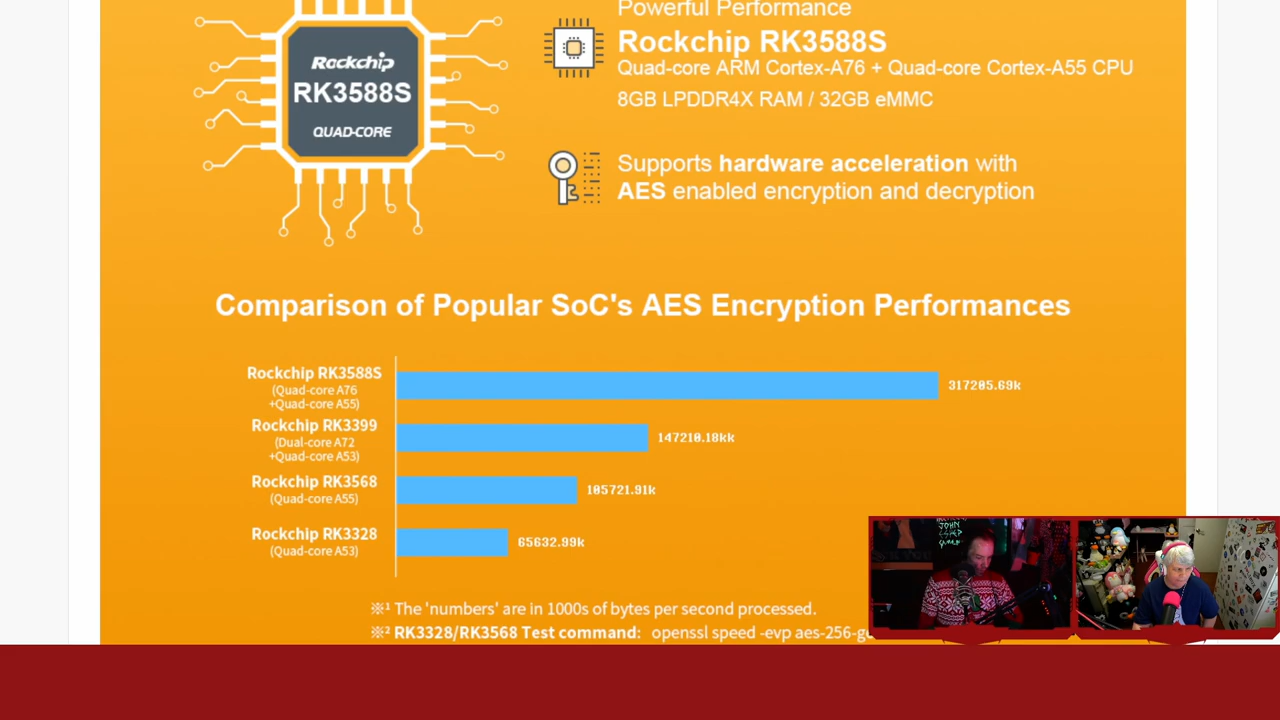 Powerful Performance
Rockchip
RK3588S
QUAD-CORE
Rockchip RK3588S
Quad-core ARM Cortex-A76 + Quad-core Cortex-A55 CPU
8GB LPDDR4X RAM / 32GB eMMC
Supports hardware acceleration with
AES enabled encryption and decryption
Comparison of Popular SoC's AES Encryption Performances
Rockchip RK3588S
(Quad-core A76
+Quad-core A55)
317205.69k
Rockchip RK3399
(Dual-core A72
+Quad-core A53)
147210.18kk
Rockchip RK3568
(Quad-core A55)
105721.91k
Rockchip RK3328
(Quad-core A53)
65632.99k
※¹ The 'numbers' are in 1000s of bytes per second processed.
※² RK3328/RK3568 Test command: openssl speed -evp aes-256-g
JOHN